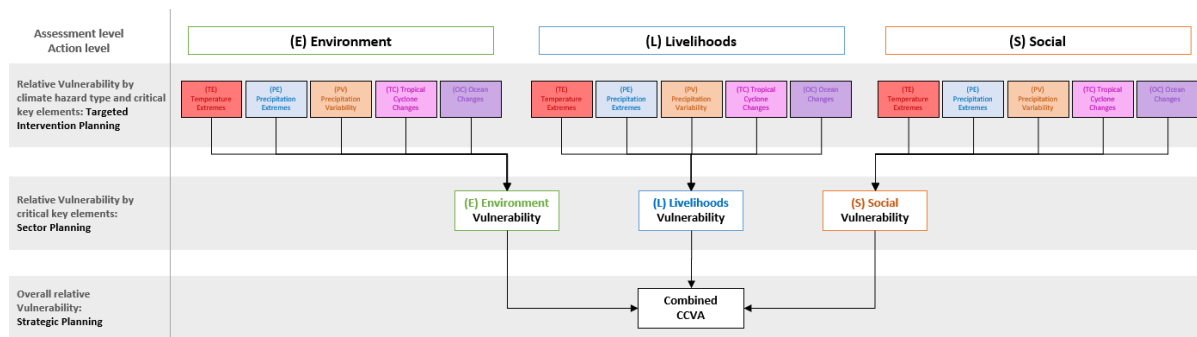 Assessment level
Action level
(E) Environment
(L) Livelihoods
(S) Social
Relative Vulnerability by
climate hazard type and critical
key elements: Targeted
Intervention Planning
(TE)
Temperature
Extremes
(PE)
Precipitation
Extremes
(PV)
Precipitation
Variability
(TC) Tropical
Cyclone
Changes
(OC) Ocean
Changes
(TE)
Temperature
Extremes
(PE)
Precipitation
Extremes
(PV)
Precipitation
Variability
(TC) Tropical
Cyclone
Changes
(OC) Ocean
Changes
(TE)
Temperature
Extremes
(PE)
Precipitation
Extremes
(PV)
Precipitation
Variability
(TC) Tropical
Cyclone
Changes
(OC) Ocean
Changes
Relative Vulnerability by
critical key elements:
Sector Planning
(E) Environment
Vulnerability
(L) Livelihoods
Vulnerability
(S) Social
Vulnerability
Overall relative
Vulnerability:
Strategic Planning
Combined
CCVA